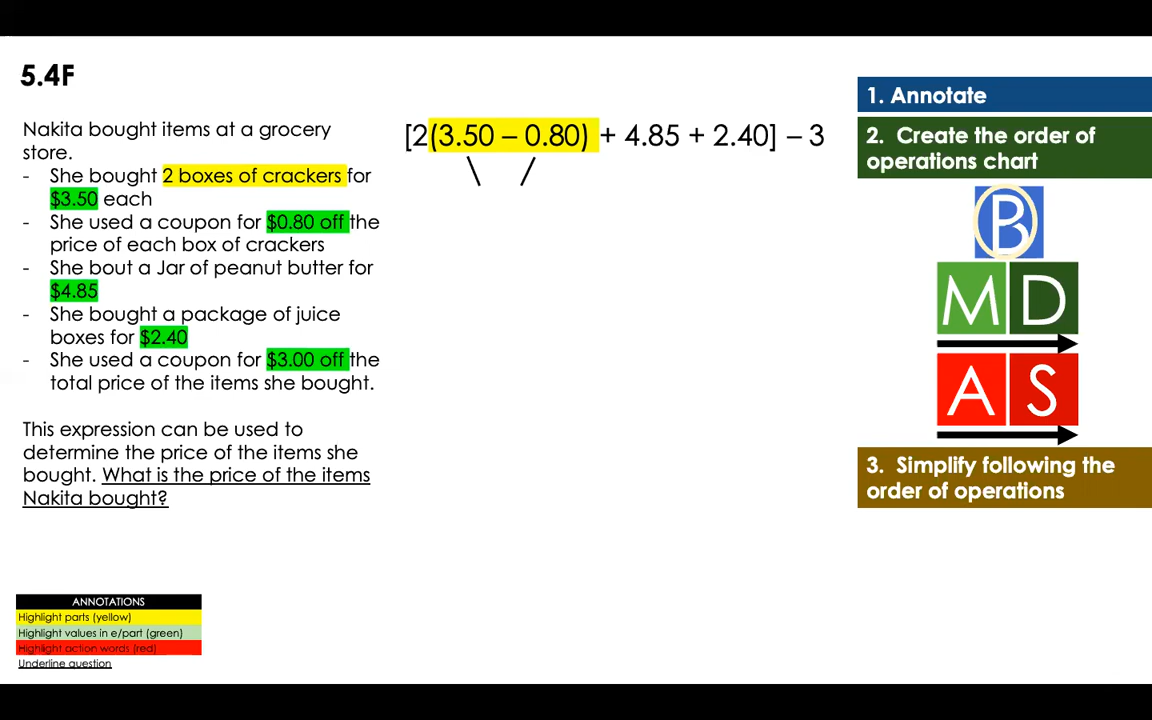 5.4F
Nakita bought items at a grocery
store.
- She bought 2 boxes of crackers for
$3.50 each
- She used a coupon for $0.80 off the
price of each box of crackers
- She bout a Jar of peanut butter for
$4.85
- She bought a package of juice
boxes for $2.40
- She used a coupon for $3.00 off the
total price of the items she bought.
This expression can be used to
determine the price of the items she
bought. What is the price of the items
Nakita bought?
[2(3.50 – 0.80) + 4.85 + 2.40] – 3
1. Annotate
2. Create the order of
operations chart
B
M D
A S
3. Simplify following the
order of operations
ANNOTATIONS
Highlight parts (yellow)
Highlight values in e/part (green)
Highlight action words (red)
Underline question